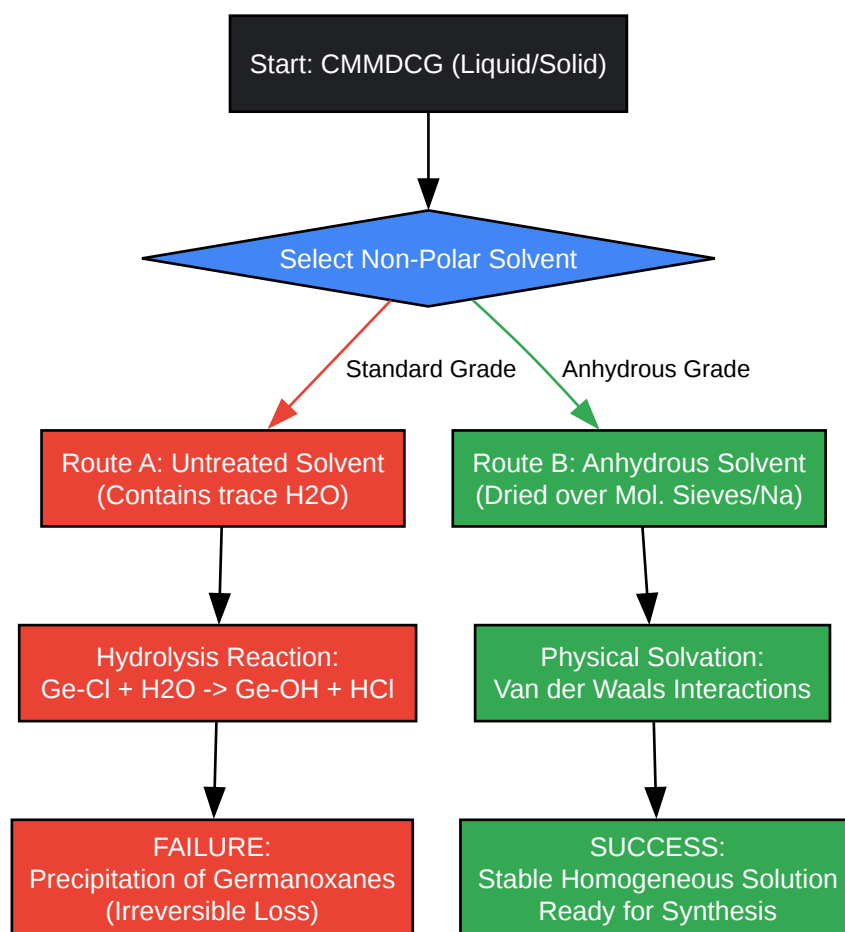 Start: CMMDCG (Liquid/Solid)
Select Non-Polar Solvent
Standard Grade
Anhydrous Grade
Route A: Untreated Solvent
(Contains trace H2O)
Route B: Anhydrous Solvent
(Dried over Mol. Sieves/Na)
Hydrolysis Reaction:
Ge-Cl + H2O -> Ge-OH + HCl
Physical Solvation:
Van der Waals Interactions
FAILURE:
Precipitation of Germanoxanes
(Irreversible Loss)
SUCCESS:
Stable Homogeneous Solution
Ready for Synthesis